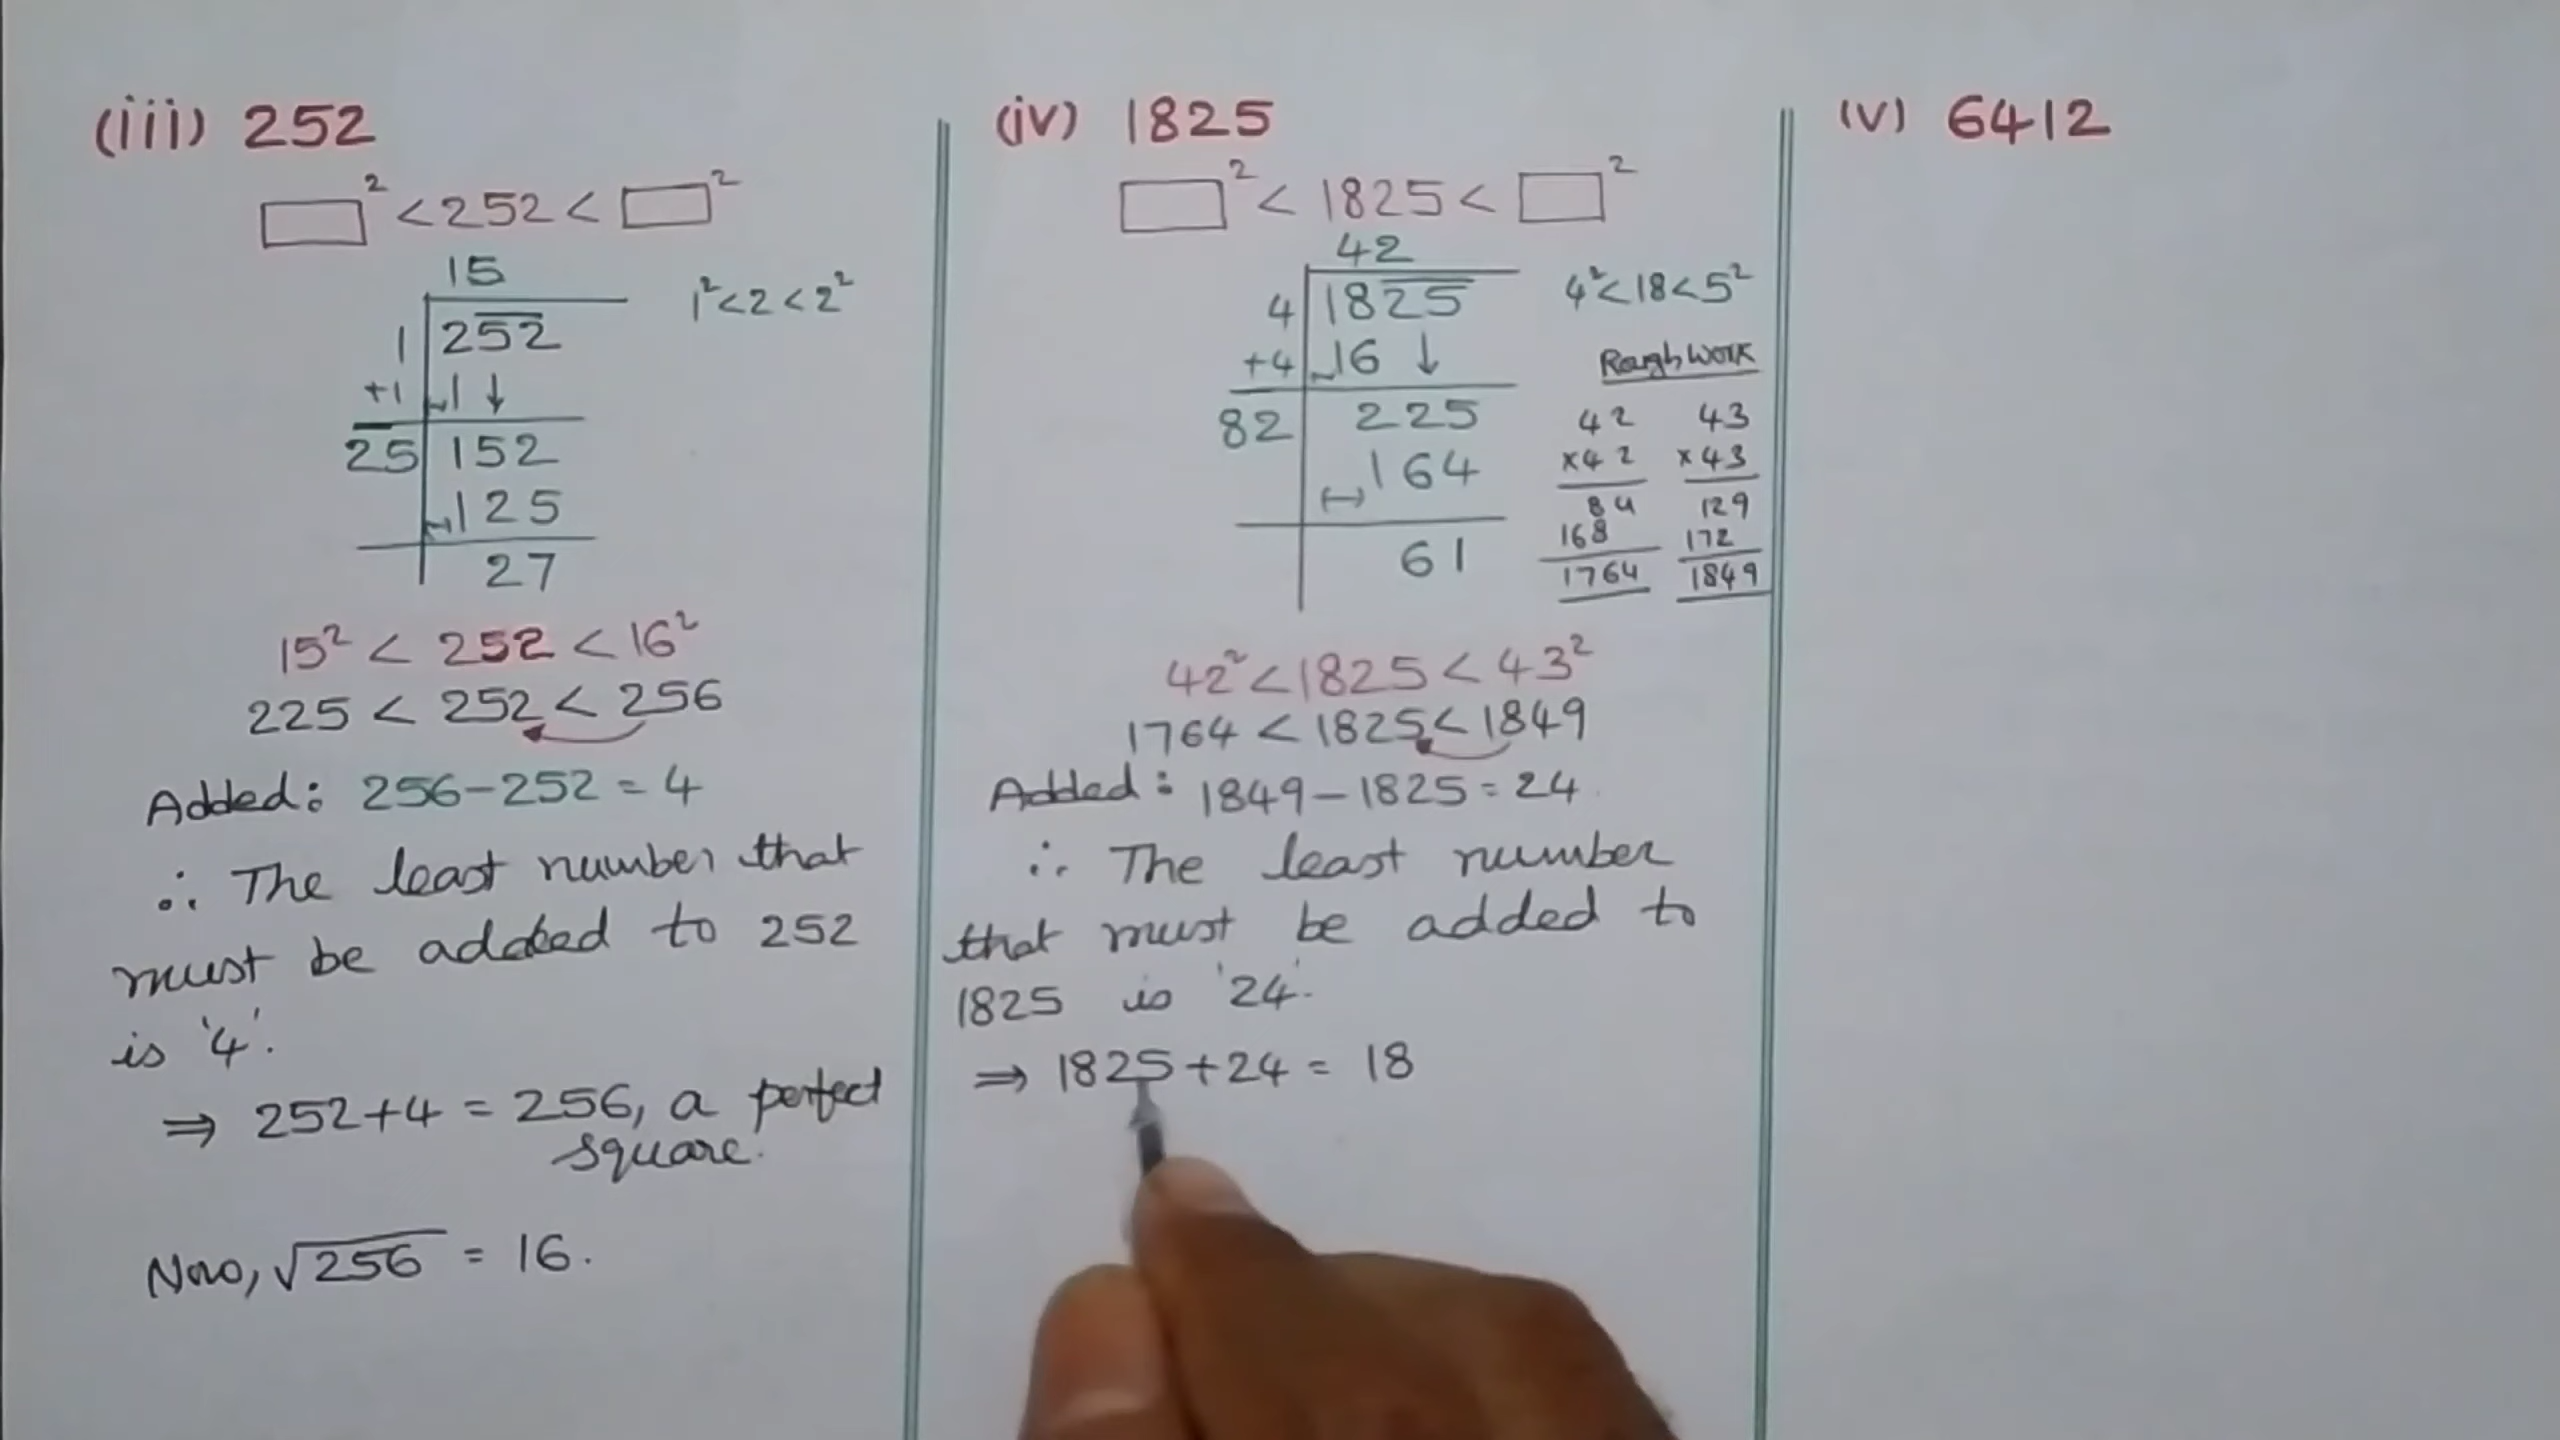 (iii) 252
□² < 252 < □²
15
1² < 2 < 2²
1 252
+1 (-) 1 ↓
25 152
(-) 125
27
15² < 252 < 16²
225 < 252 < 256
Added: 256 - 252 = 4
∴ The least number that
must be added to 252
is '4'.
⇒ 252 + 4 = 256, a perfect
square.
Now, √256 = 16.
(iv) 1825
□² < 1825 < □²
42
4² < 18 < 5²
4 1825
+4 (-) 16 ↓
82 225
(-) 164
61
Rough Work
42 43
×42 ×43
84 129
168 172
1764 1849
42² < 1825 < 43²
1764 < 1825 < 1849
Added: 1849 - 1825 = 24
∴ The least number
that must be added to
1825 is '24'.
⇒ 1825 + 24 = 18
(v) 6412